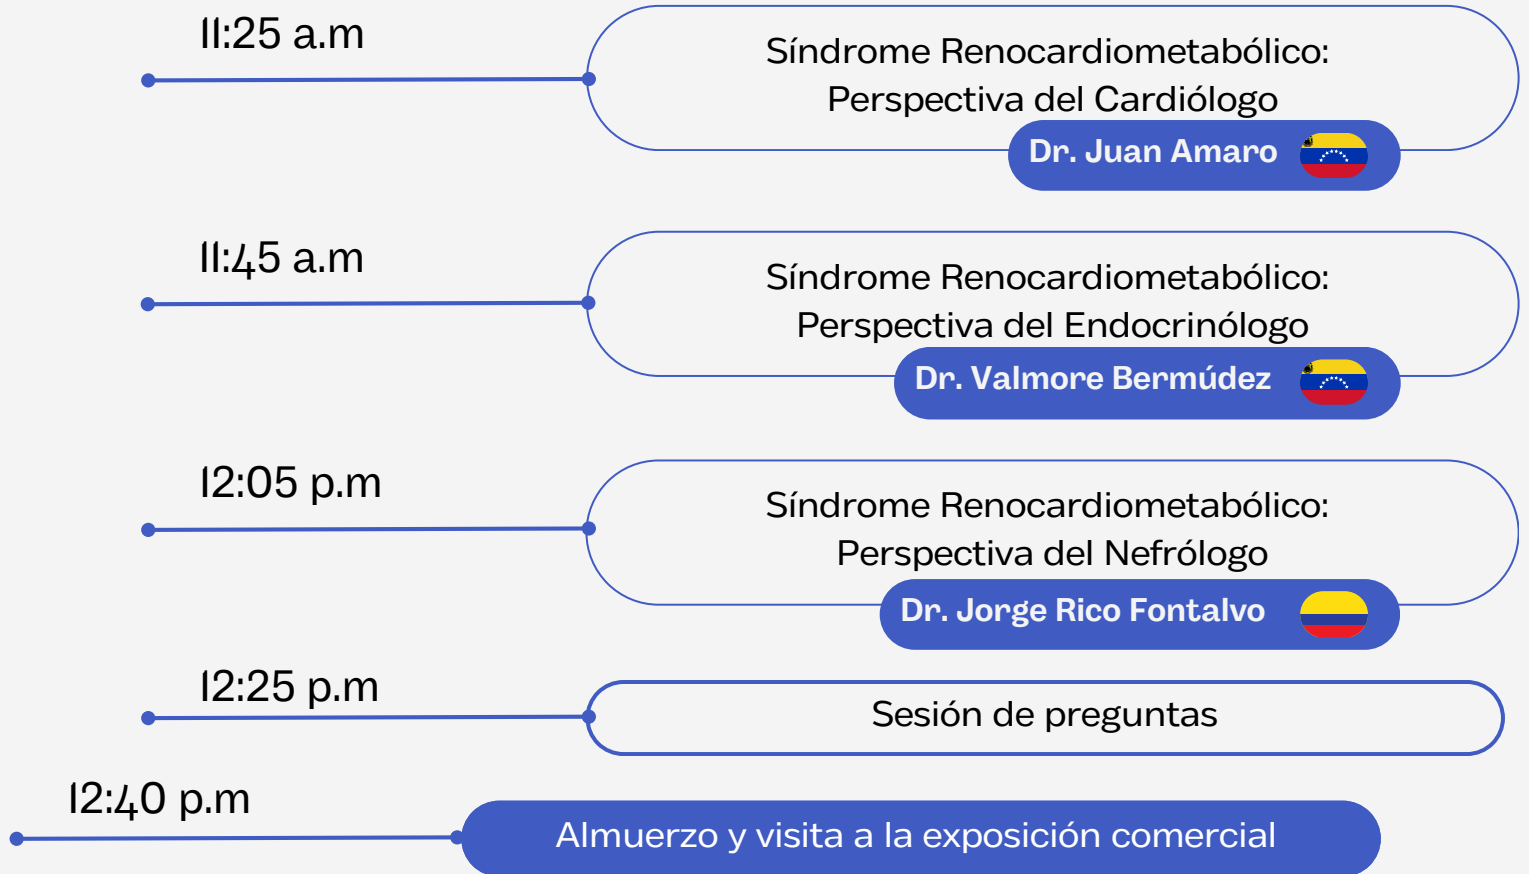 11:25 a.m
Síndrome Renocardiometabólico:
Perspectiva del Cardiólogo
Dr. Juan Amaro
11:45 a.m
Síndrome Renocardiometabólico:
Perspectiva del Endocrinólogo
Dr. Valmore Bermúdez
12:05 p.m
Síndrome Renocardiometabólico:
Perspectiva del Nefrólogo
Dr. Jorge Rico Fontalvo
12:25 p.m
Sesión de preguntas
12:40 p.m
Almuerzo y visita a la exposición comercial